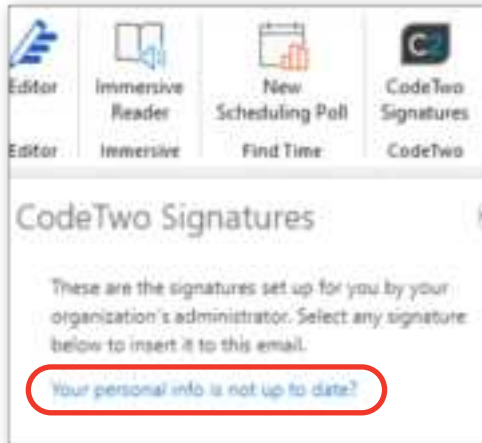 Editor
Immersive
Reader
New
Scheduling Poll
C2
CodeTwo
Signatures
Editor
Immersive
Find Time
CodeTwo
CodeTwo Signatures
These are the signatures set up for you by your
organization's administrator. Select any signature
below to insert it to this email.
Your personal info is not up to date?